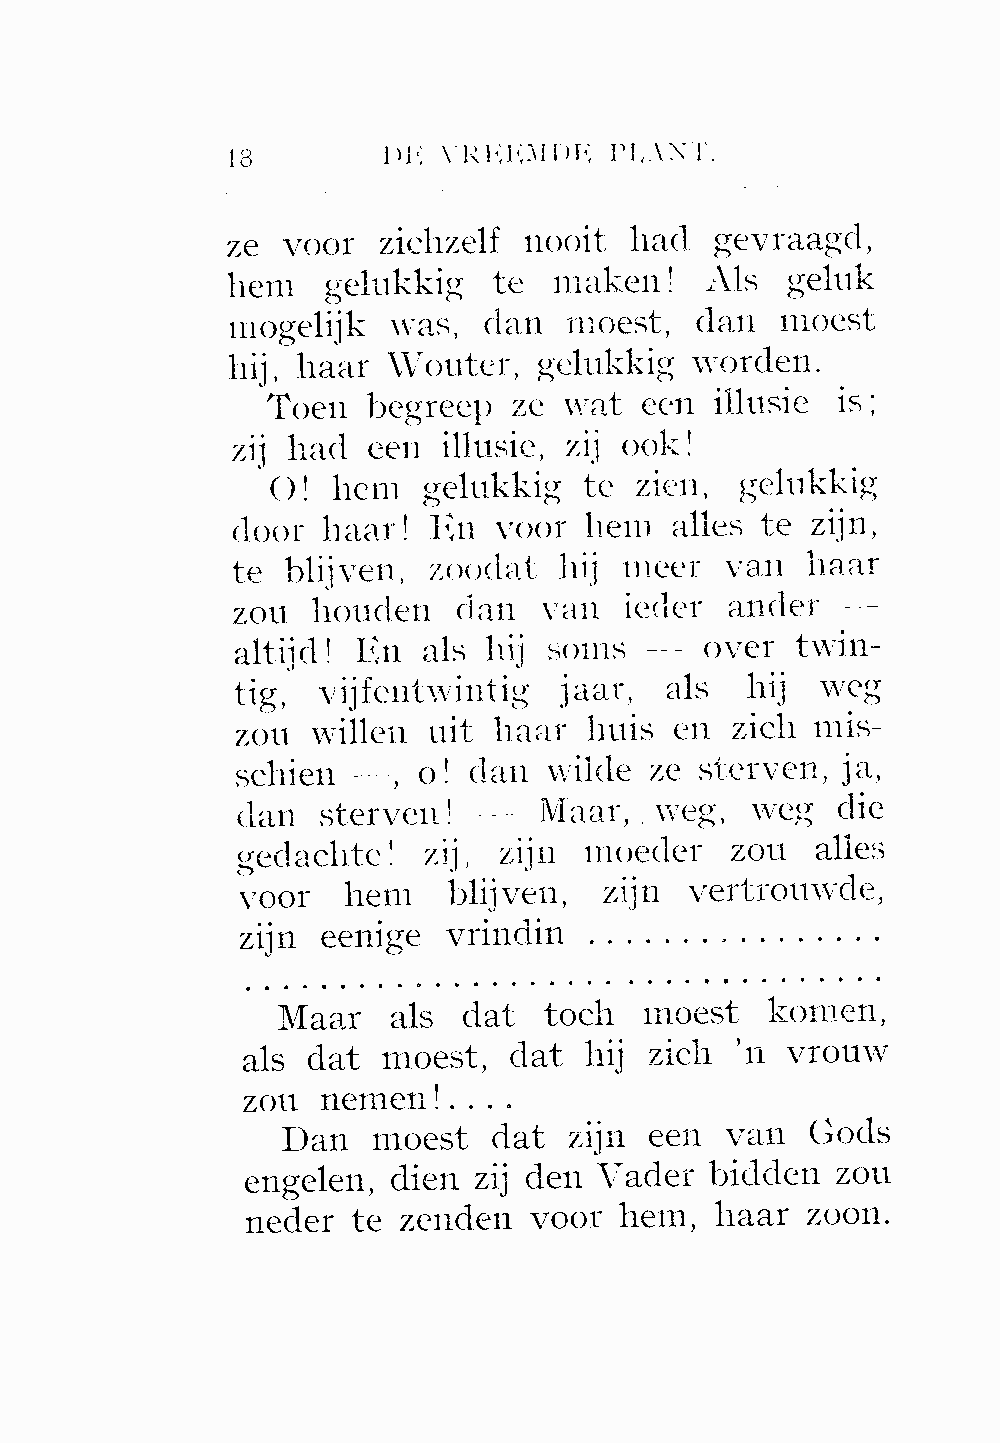 18 DE VREEMDE PLANT.
ze voor zichzelf nooit had gevraagd,
hem gelukkig te maken! Als geluk
mogelijk was, dan moest, dan moest
hij, haar Wouter, gelukkig worden.
Toen begreep ze wat een illusie is;
zij had een illusie, zij ook!
O! hem gelukkig te zien, gelukkig
door haar! En voor hem alles te zijn,
te blijven, zoodat hij meer van haar
zou houden dan van ieder ander —
altijd! En als hij soms — over twin-
tig, vijfentwintig jaar, als hij weg
zou willen uit haar huis en zich mis-
schien —, o! dan wilde ze sterven, ja,
dan sterven! — Maar, weg, weg die
gedachte! zij, zijn moeder zou alles
voor hem blijven, zijn vertrouwde,
zijn eenige vrindin . . . . . . . . . . . . . . . .
. . . . . . . . . . . . . . . . . . . . . . . . . . . . . . . . . . .
Maar als dat toch moest komen,
als dat moest, dat hij zich 'n vrouw
zou nemen! . . . .
Dan moest dat zijn een van Gods
engelen, dien zij den Vader bidden zou
neder te zenden voor hem, haar zoon.